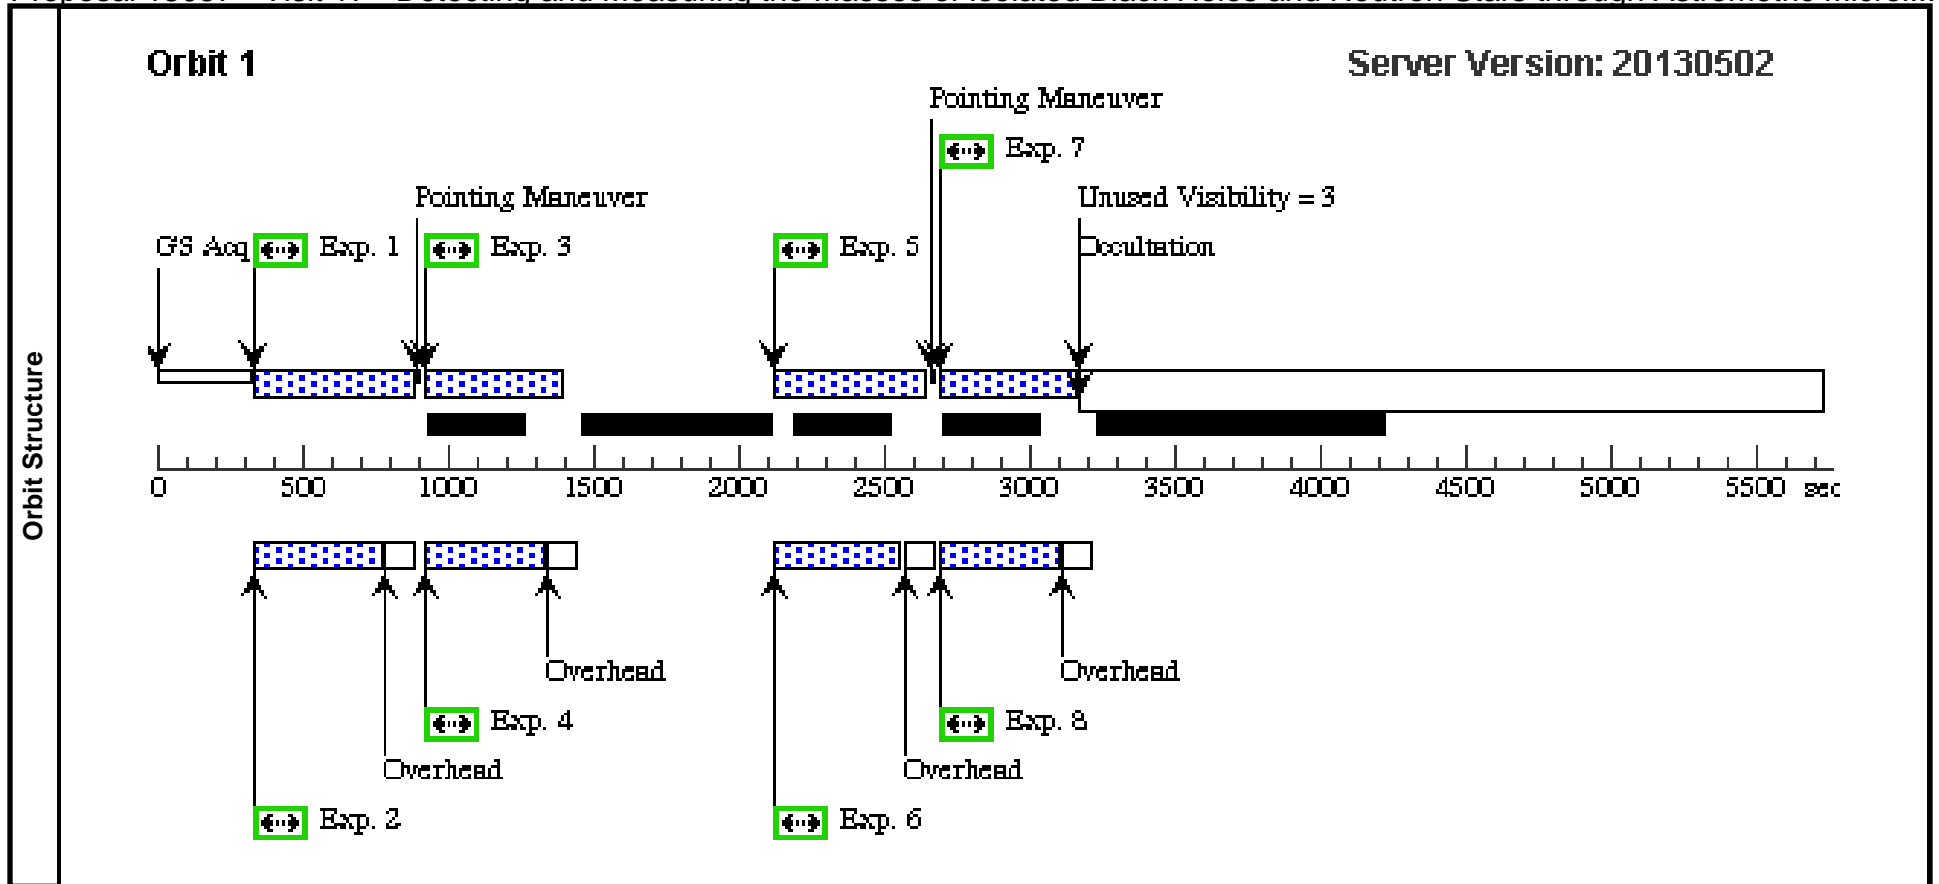 Orbit 1
Server Version: 20130502
Pointing Maneuver
Exp. 7
Pointing Maneuver
Unused Visibility = 3
GS Acq
Exp. 1
Exp. 3
Exp. 5
Occultation
Orbit Structure
0 500 1000 1500 2000 2500 3000 3500 4000 4500 5000 5500 sec
Overhead
Overhead
Exp. 4
Exp. 8
Overhead
Overhead
Exp. 2
Exp. 6